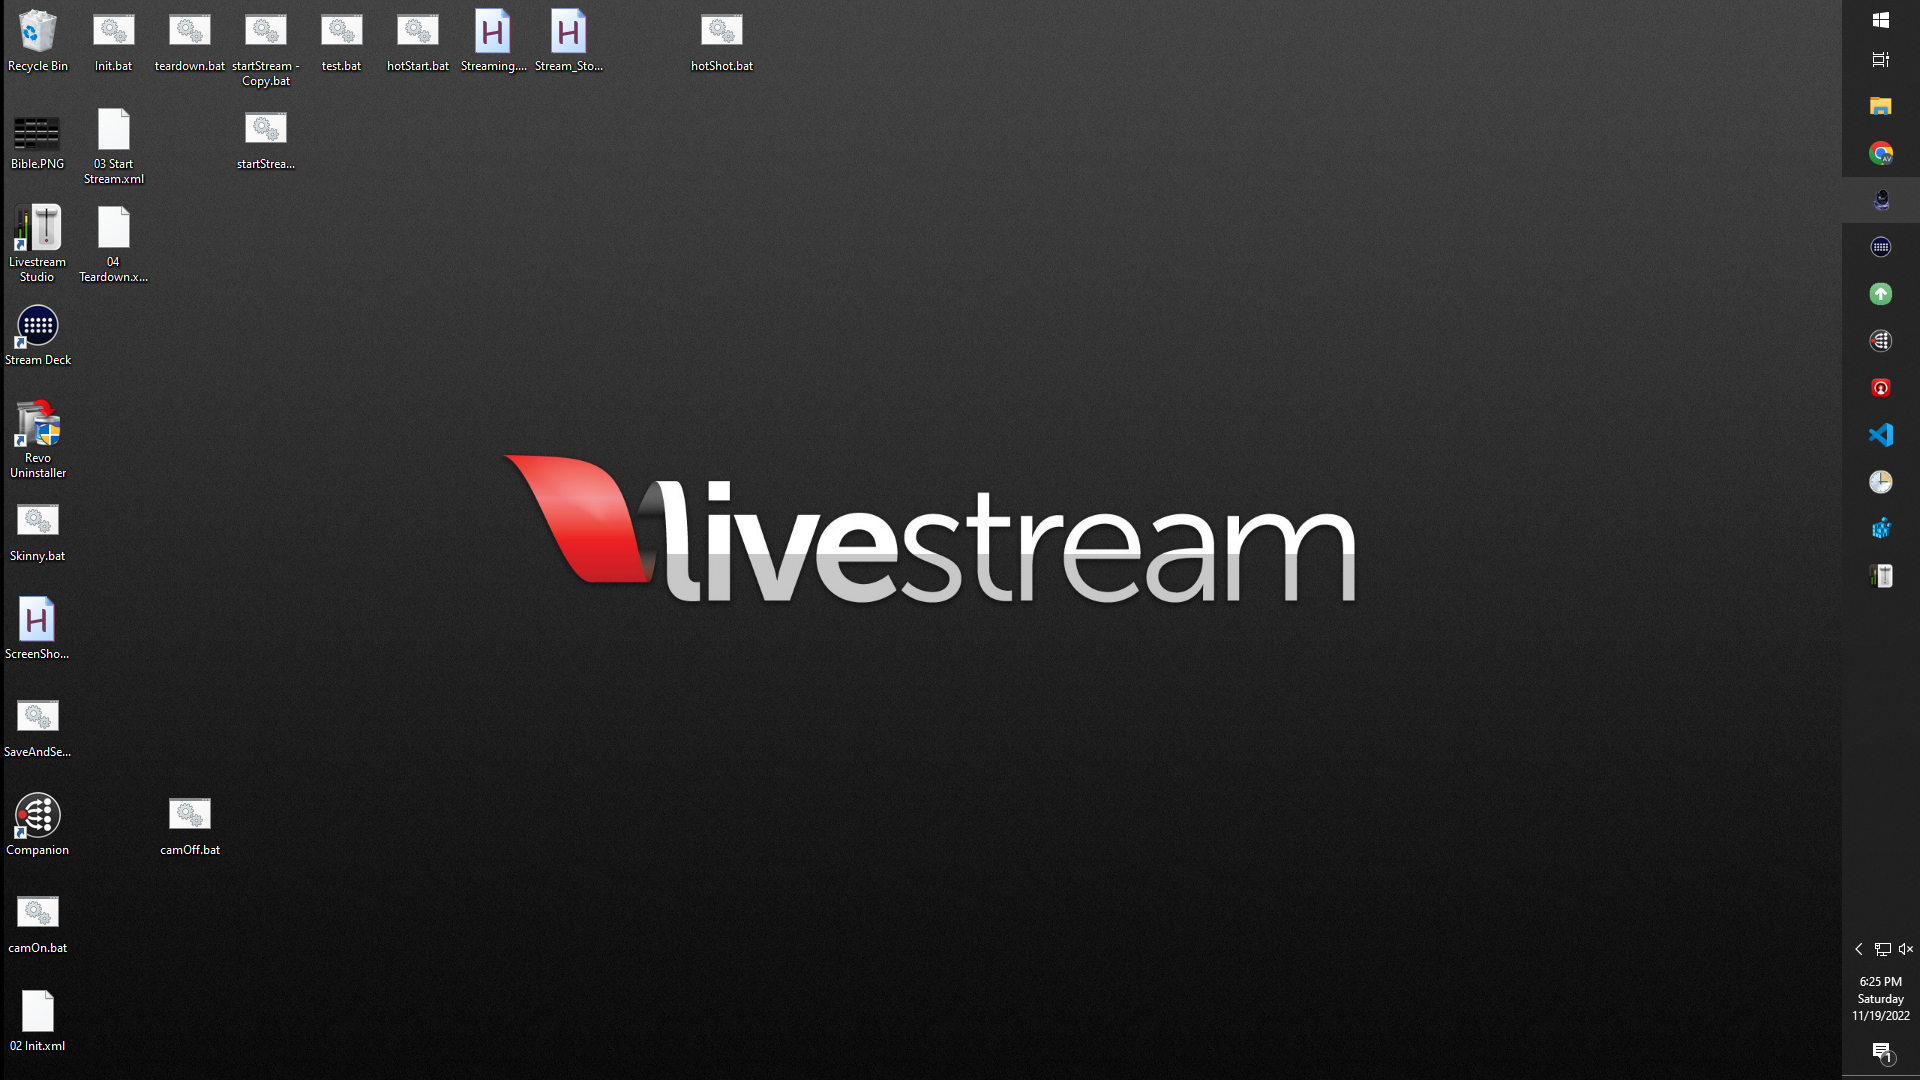 Recycle Bin
Init.bat
teardown.bat
startStream -
Copy.bat
test.bat
hotStart.bat
Streaming....
Stream_Sto...
hotShot.bat
Bible.PNG
03 Start
Stream.xml
startStrea...
Livestream
Studio
04
Teardown.x...
Stream Deck
Revo
Uninstaller
Skinny.bat
livestream
ScreenSho...
SaveAndSe...
Companion
camOff.bat
camOn.bat
02 Init.xml
AV
6:25 PM
Saturday
11/19/2022
1